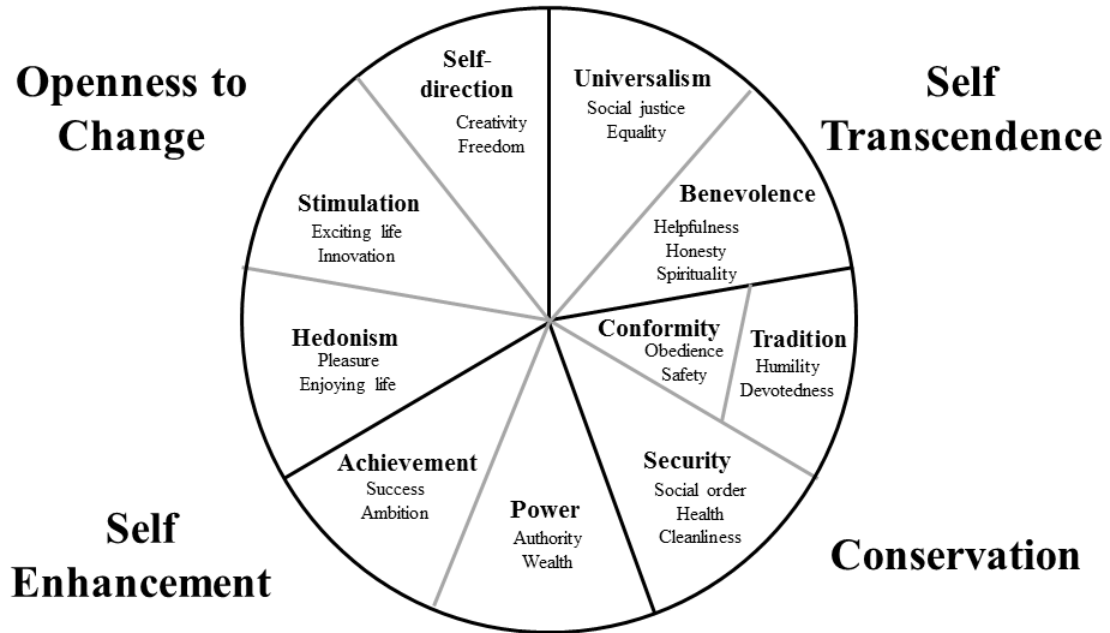 Openness to
Change
Self
Transcendence
Self-
direction
Creativity
Freedom
Universalism
Social justice
Equality
Stimulation
Exciting life
Innovation
Benevolence
Helpfulness
Honesty
Spirituality
Hedonism
Pleasure
Enjoying life
Conformity
Obedience
Safety
Tradition
Humility
Devotedness
Achievement
Success
Ambition
Power
Authority
Wealth
Security
Social order
Health
Cleanliness
Self
Enhancement
Conservation